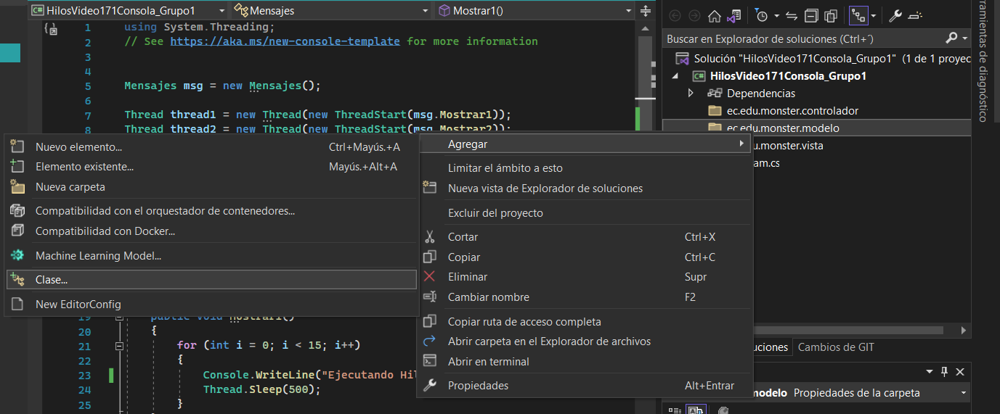 HilosVideo171Consola_Grupo1 Mensajes Mostrar1()
1 using System.Threading;
2 // See https://aka.ms/new-console-template for more information
3
4
5 Mensajes msg = new Mensajes();
6
7 Thread thread1 = new Thread(new ThreadStart(msg.Mostrar1));
8 Thread thread2 = new Thread(new ThreadStart(msg.Mostrar2));
Nuevo elemento... Ctrl+Mayús.+A
Elemento existente... Mayús.+Alt+A
Nueva carpeta
Compatibilidad con el orquestador de contenedores...
Compatibilidad con Docker...
Machine Learning Model...
Clase...
New EditorConfig
Agregar
Limitar el ámbito a esto
Nueva vista de Explorador de soluciones
Excluir del proyecto
Cortar Ctrl+X
Copiar Ctrl+C
Eliminar Supr
Cambiar nombre F2
Copiar ruta de acceso completa
Abrir carpeta en el Explorador de archivos
Abrir en terminal
Propiedades Alt+Entrar
19 public void Mostrar1()
20 {
21 for (int i = 0; i < 15; i++)
22 {
23 Console.WriteLine("Ejecutando Hil
24 Thread.Sleep(500);
25 }
Buscar en Explorador de soluciones (Ctrl+´)
Solución "HilosVideo171Consola_Grupo1" (1 de 1 proyec
HilosVideo171Consola_Grupo1
Dependencias
ec.edu.monster.controlador
ec.edu.monster.modelo
du.monster.vista
am.cs
uciones Cambios de GIT
modelo Propiedades de la carpeta
rramientas de diagnóstico